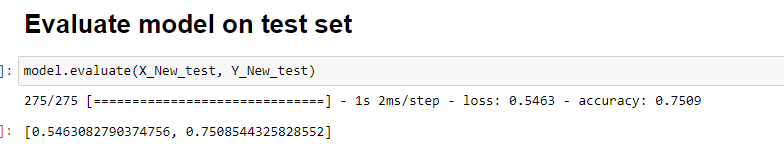 Evaluate model on test set
]: model.evaluate(X_New_test, Y_New_test)
275/275 [==============================] - 1s 2ms/step - loss: 0.5463 - accuracy: 0.7509
]: [0.5463082790374756, 0.7508544325828552]